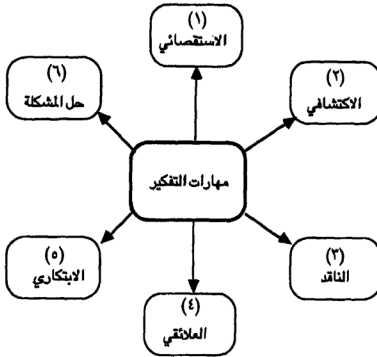 (١)
الاستقصائي
(٢)
الاكتشافي
(٣)
الناقد
(٤)
العلائقي
(٥)
الابتكاري
(٦)
حل المشكلة
مهارات التفكير